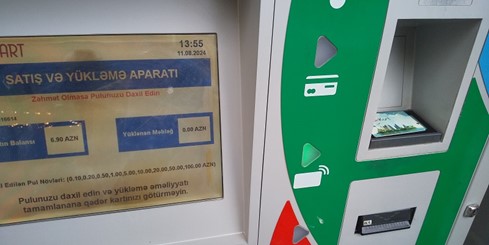 ART
13:55
11.08.2024
SATIŞ VƏ YÜKLƏMƏ APARATI
Zəhmət Olmasa Pulunuzu Daxil Edin
Balansı
Yüklənən Məbləğ
6.90 AZN
0.00 AZN
Edilən Pul Növləri: (0.10,0.20,0.50,1.00,5.00,10.00,20.00,50.00,100.00 AZN)
Pulunuzu daxil edin və yükləmə əməliyyatı
tamamlanana qədər kartınızı götürməyin.